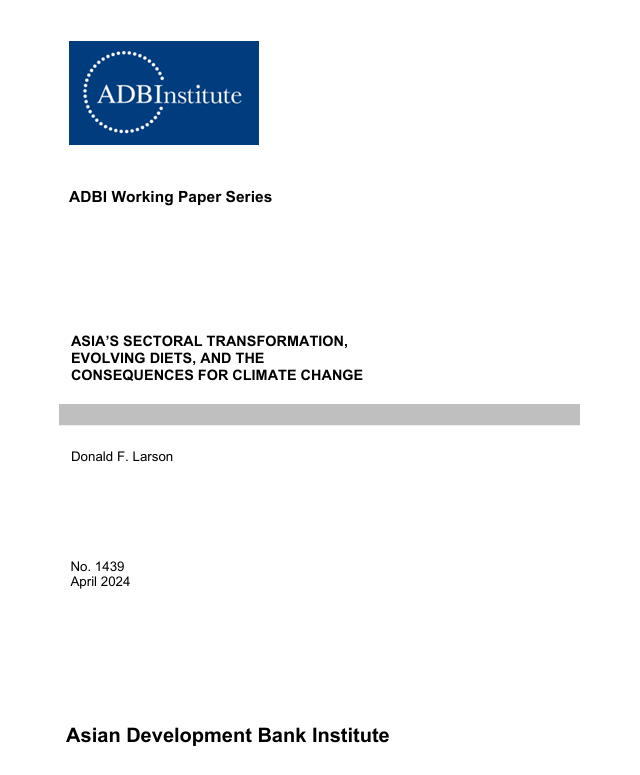 ADBInstitute
ADBI Working Paper Series
ASIA’S SECTORAL TRANSFORMATION,
EVOLVING DIETS, AND THE
CONSEQUENCES FOR CLIMATE CHANGE
Donald F. Larson
No. 1439
April 2024
Asian Development Bank Institute